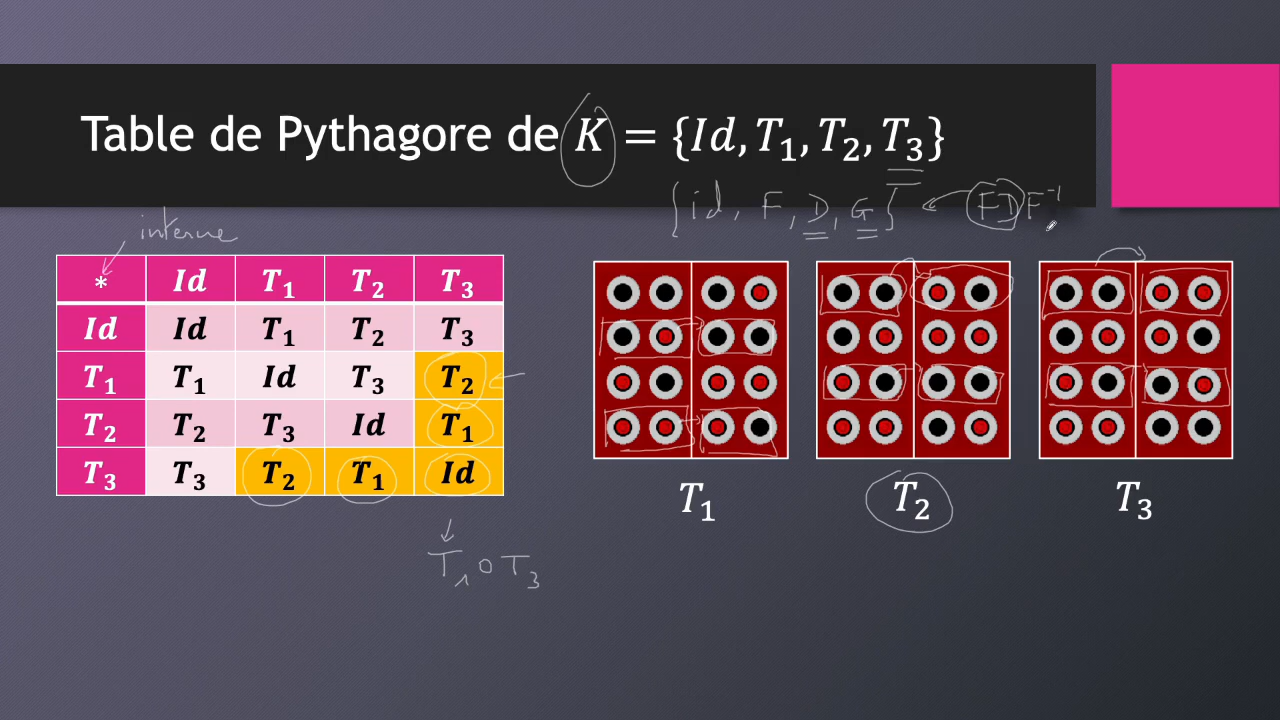 Table de Pythagore de K = {Id, T₁, T₂, T₃}
{id, F, D, G} ← FDF⁻¹
interne
* Id T₁ T₂ T₃
Id Id T₁ T₂ T₃
T₁ T₁ Id T₃ T₂
T₂ T₂ T₃ Id T₁
T₃ T₃ T₂ T₁ Id
T₁ T₂ T₃
T₁ ∘ T₃